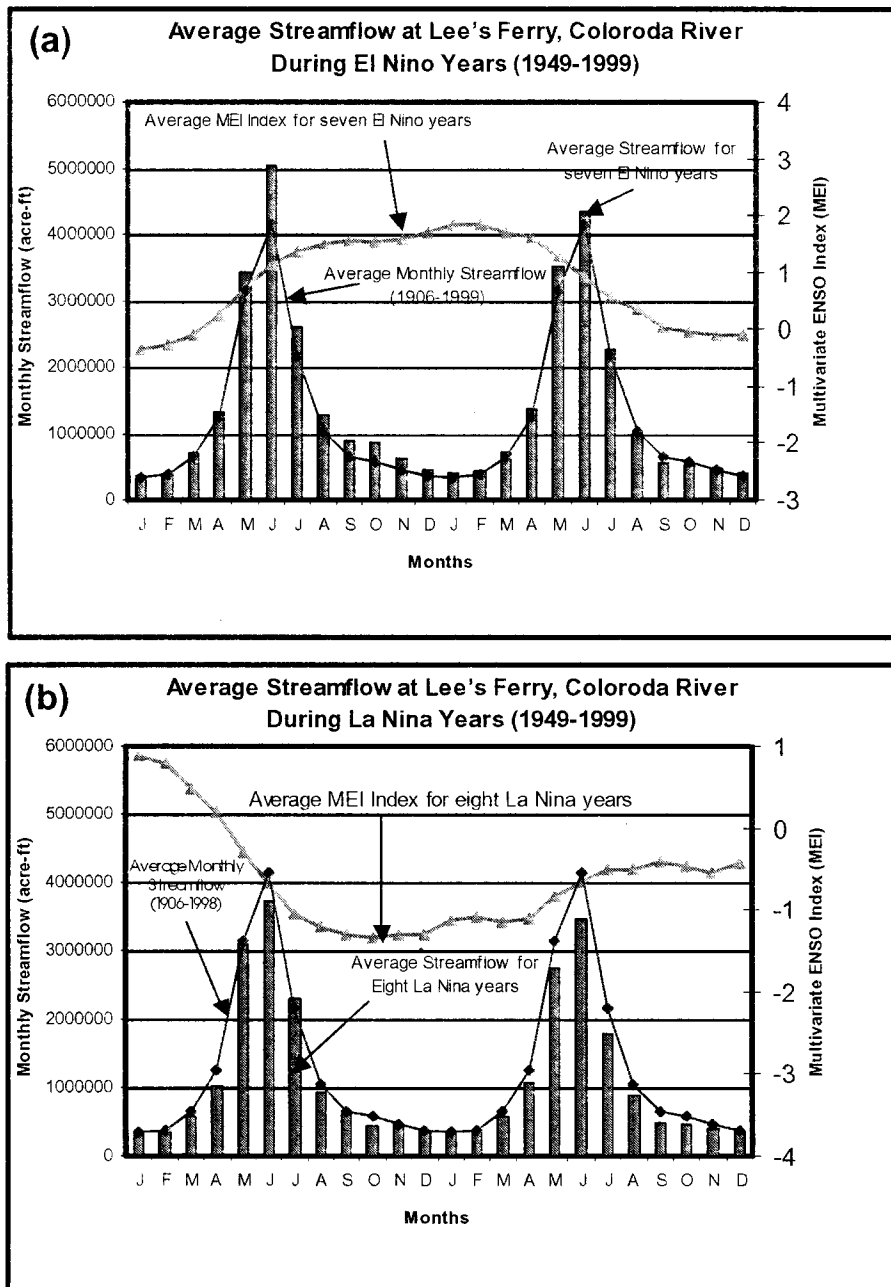 (a)
Average Streamflow at Lee's Ferry, Coloroda River
During El Nino Years (1949-1999)
6000000
5000000
4000000
3000000
2000000
1000000
0
Monthly Streamflow (acre-ft)
Average MEI Index for seven El Nino years
Average Streamflow for
seven El Nino years
Average Monthly Streamflow
(1906-1999)
4
3
2
1
0
-1
-2
-3
Multivariate ENSO Index (MEI)
J F M A M J J A S O N D J F M A M J J A S O N D
Months
(b)
Average Streamflow at Lee's Ferry, Coloroda River
During La Nina Years (1949-1999)
6000000
5000000
4000000
3000000
2000000
1000000
0
Monthly Streamflow (acre-ft)
Average MEI Index for eight La Nina years
Average Monthly
Streamflow
(1906-1998)
Average Streamflow for
Eight La Nina years
1
0
-1
-2
-3
-4
Multivariate ENSO Index (MEI)
J F M A M J J A S O N D J F M A M J J A S O N D
Months